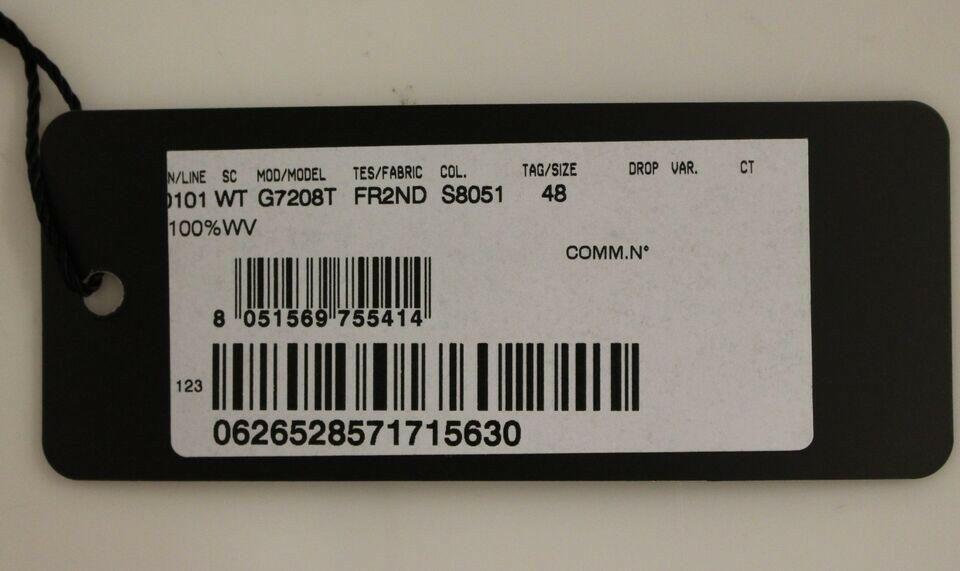 N/LINE SC MOD/MODEL TES/FABRIC COL. TAG/SIZE DROP VAR. CT
0101 WT G7208T FR2ND S8051 48
100%WV
COMM.N°
8 051569 755414
123
0626528571715630